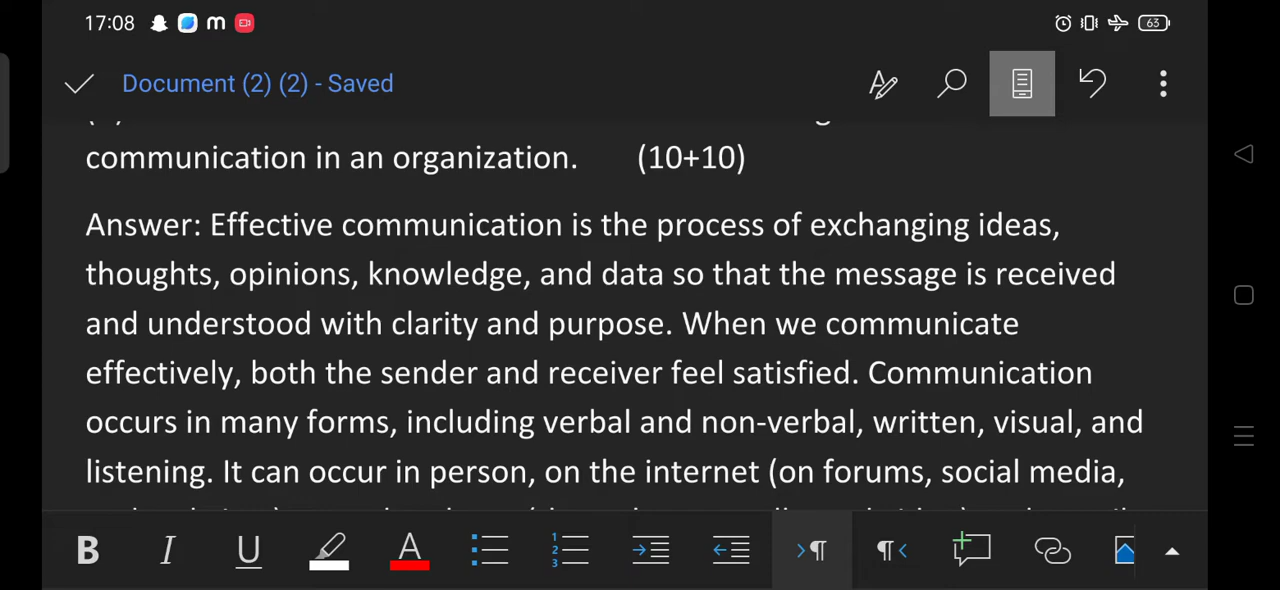 17:08 m 63
Document (2) (2) - Saved
communication in an organization. (10+10)
Answer: Effective communication is the process of exchanging ideas,
thoughts, opinions, knowledge, and data so that the message is received
and understood with clarity and purpose. When we communicate
effectively, both the sender and receiver feel satisfied. Communication
occurs in many forms, including verbal and non-verbal, written, visual, and
listening. It can occur in person, on the internet (on forums, social media,
B I U A